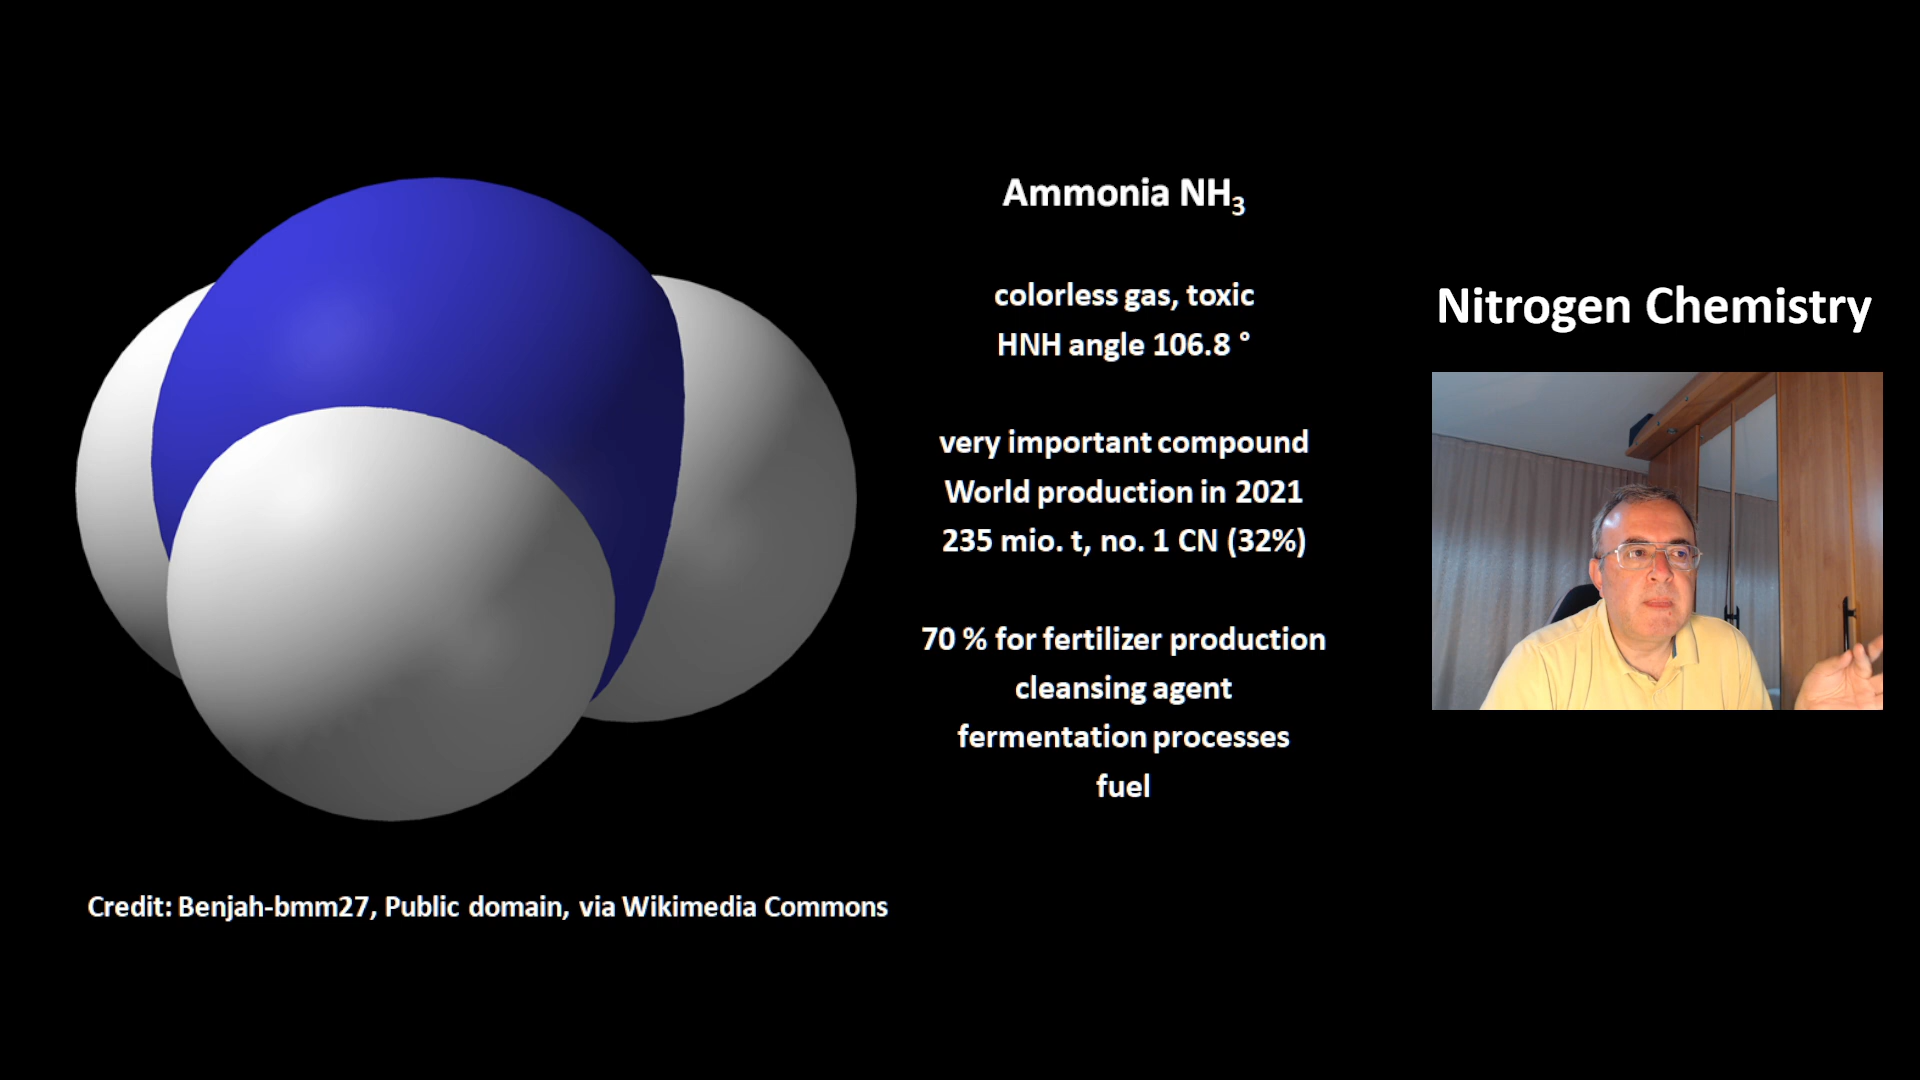 Ammonia NH₃
colorless gas, toxic
HNH angle 106.8 °
very important compound
World production in 2021
235 mio. t, no. 1 CN (32%)
70 % for fertilizer production
cleansing agent
fermentation processes
fuel
Nitrogen Chemistry
Credit: Benjah-bmm27, Public domain, via Wikimedia Commons